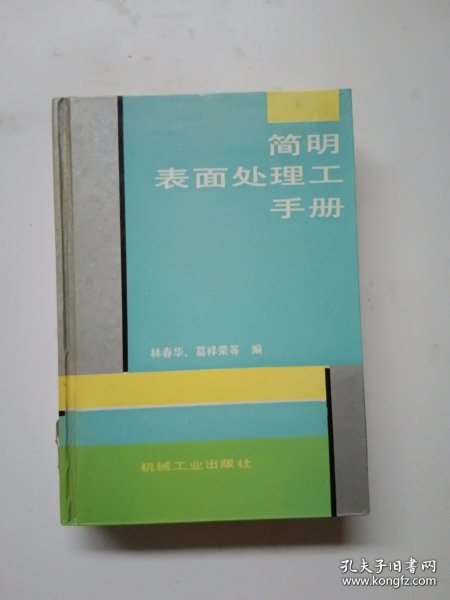 简明
表面处理工
手册
林春华、葛祥荣等 编
机械工业出版社
孔夫子旧书网
www.kongfz.com